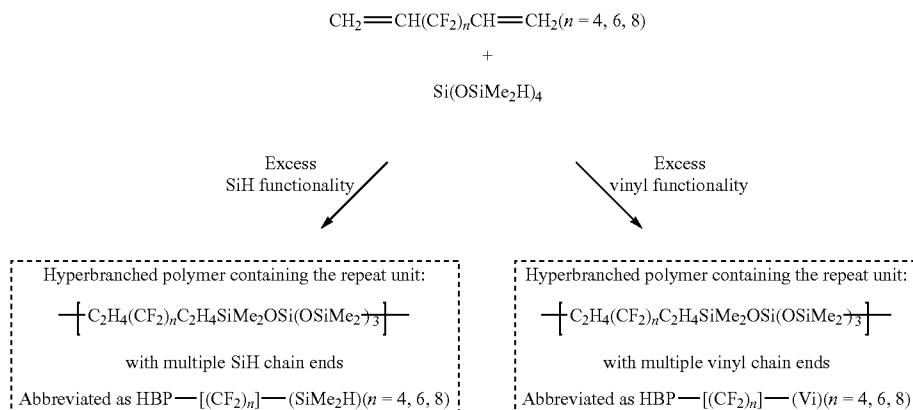 CH₂=CH(CF₂)ₙCH=CH₂(n = 4, 6, 8)
+
Si(OSiMe₂H)₄
Excess
SiH functionality
Excess
vinyl functionality
Hyperbranched polymer containing the repeat unit:
—[C₂H₄(CF₂)ₙC₂H₄SiMe₂OSi(OSiMe₂)₃]—
with multiple SiH chain ends
Abbreviated as HBP—[(CF₂)ₙ]—(SiMe₂H)(n = 4, 6, 8)
Hyperbranched polymer containing the repeat unit:
—[C₂H₄(CF₂)ₙC₂H₄SiMe₂OSi(OSiMe₂)₃]—
with multiple vinyl chain ends
Abbreviated as HBP—[(CF₂)ₙ]—(Vi)(n = 4, 6, 8)